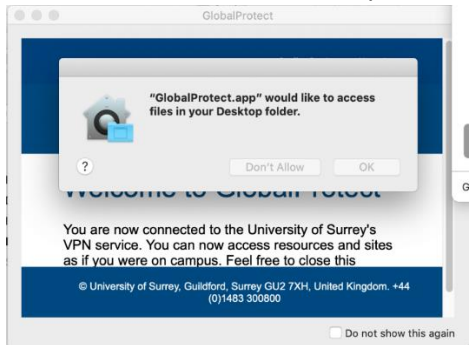 GlobalProtect
"GlobalProtect.app" would like to access
files in your Desktop folder.
?
Don't Allow
OK
Welcome to GlobalProtect
You are now connected to the University of Surrey's
VPN service. You can now access resources and sites
as if you were on campus. Feel free to close this
© University of Surrey, Guildford, Surrey GU2 7XH, United Kingdom. +44
(0)1483 300800
Do not show this again
G